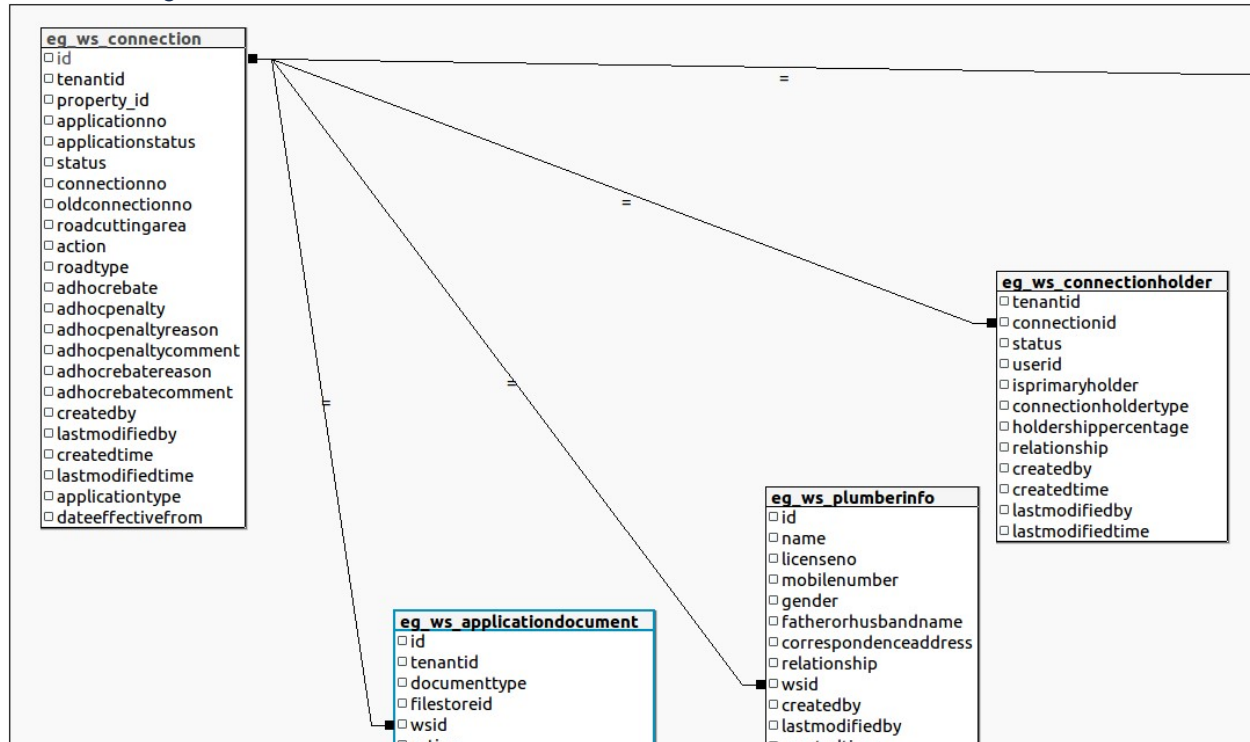 eg_ws_connection
id
tenantid
property_id
applicationno
applicationstatus
status
connectionno
oldconnectionno
roadcuttingarea
action
roadtype
adhocrebate
adhocpenalty
adhocpenaltyreason
adhocpenaltycomment
adhocrebatereason
adhocrebatecomment
createdby
lastmodifiedby
createdtime
lastmodifiedtime
applicationtype
dateeffectivefrom
=
=
=
=
eg_ws_connectionholder
tenantid
connectionid
status
userid
isprimaryholder
connectionholdertype
holdershippercentage
relationship
createdby
createdtime
lastmodifiedby
lastmodifiedtime
eg_ws_plumberinfo
id
name
licenseno
mobilenumber
gender
fatherorhusbandname
correspondenceaddress
relationship
wsid
createdby
lastmodifiedby
eg_ws_applicationdocument
id
tenantid
documenttype
filestoreid
wsid